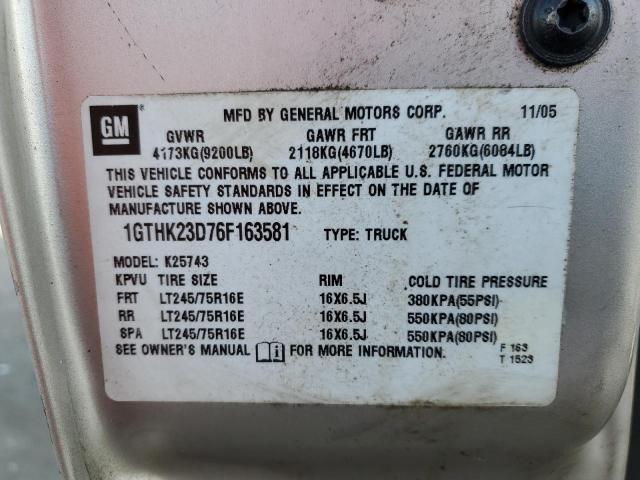 GM ® MFD BY GENERAL MOTORS CORP. 11/05
GVWR GAWR FRT GAWR RR
4173KG(9200LB) 2118KG(4670LB) 2760KG(6084LB)
THIS VEHICLE CONFORMS TO ALL APPLICABLE U.S. FEDERAL MOTOR
VEHICLE SAFETY STANDARDS IN EFFECT ON THE DATE OF
MANUFACTURE SHOWN ABOVE.
1GTHK23D76F163581 TYPE: TRUCK
MODEL: K25743
KPVU TIRE SIZE RIM COLD TIRE PRESSURE
FRT LT245/75R16E 16X6.5J 380KPA(55PSI)
RR LT245/75R16E 16X6.5J 550KPA(80PSI)
SPA LT245/75R16E 16X6.5J 550KPA(80PSI)
SEE OWNER'S MANUAL i FOR MORE INFORMATION.
F 163
T 1523